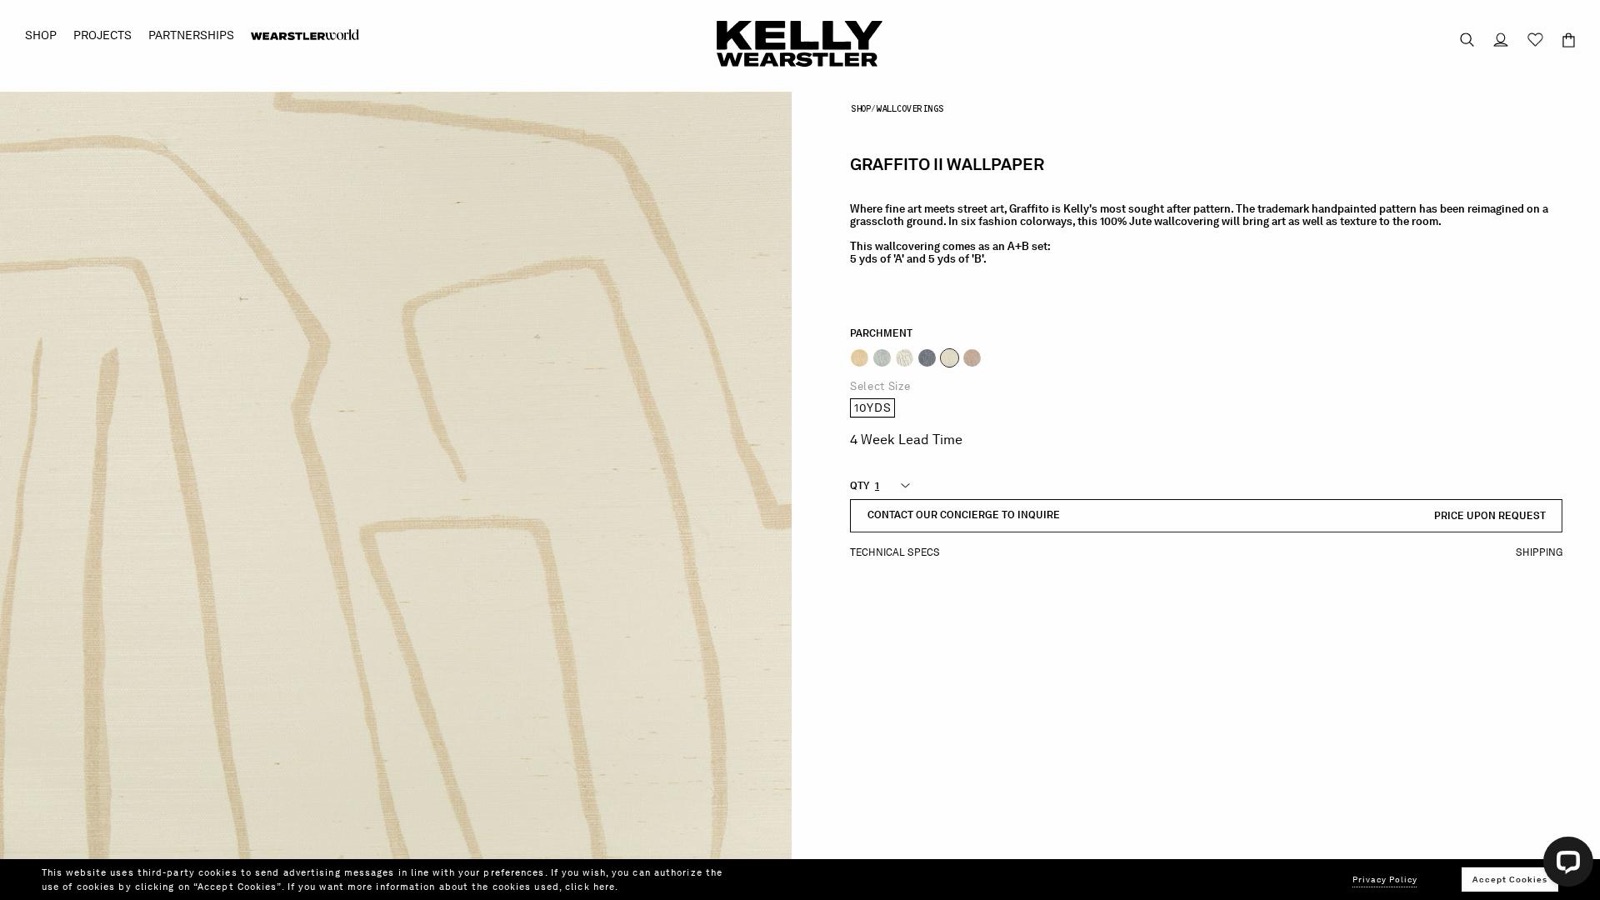 SHOP PROJECTS PARTNERSHIPS WEARSTLERworld
KELLY
WEARSTLER
SHOP/WALLCOVERINGS
GRAFFITO II WALLPAPER
Where fine art meets street art, Graffito is Kelly's most sought after pattern. The trademark handpainted pattern has been reimagined on a
grasscloth ground. In six fashion colorways, this 100% Jute wallcovering will bring art as well as texture to the room.
This wallcovering comes as an A+B set:
5 yds of 'A' and 5 yds of 'B'.
PARCHMENT
Select Size
10YDS
4 Week Lead Time
QTY 1
CONTACT OUR CONCIERGE TO INQUIRE PRICE UPON REQUEST
TECHNICAL SPECS SHIPPING
This website uses third-party cookies to send advertising messages in line with your preferences. If you wish, you can authorize the
use of cookies by clicking on “Accept Cookies”. If you want more information about the cookies used, click here.
Privacy Policy Accept Cookies